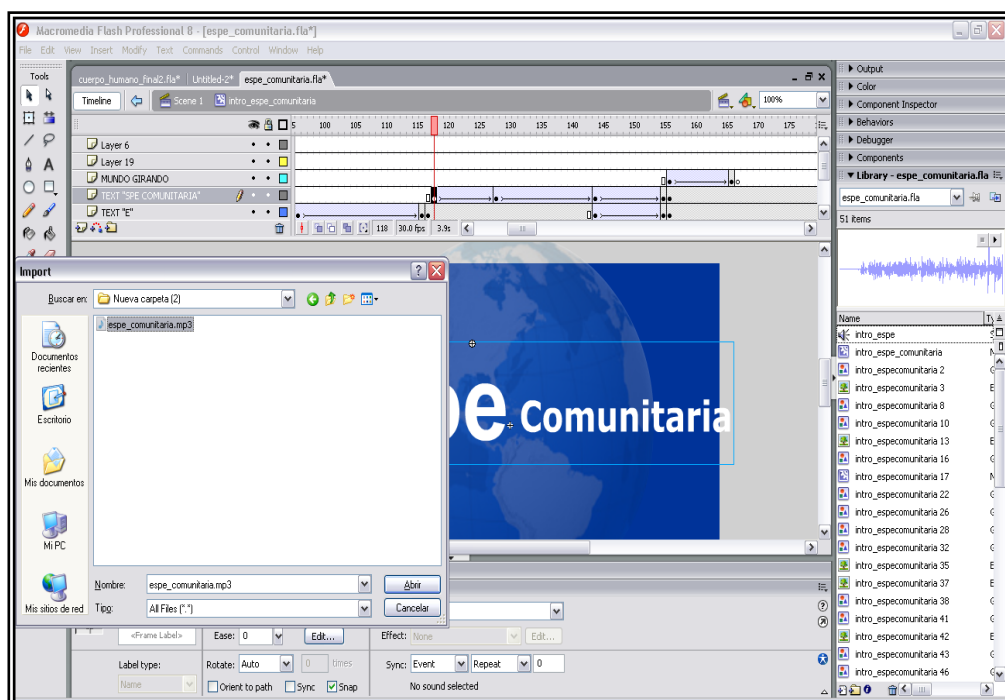 Macromedia Flash Professional 8 - [espe_comunitaria.fla*]
File Edit View Insert Modify Text Commands Control Window Help
Tools
cuerpo_humano_final2.fla* Untitled-2* espe_comunitaria.fla*
Timeline Scene 1 intro_espe_comunitaria 100%
5 100 105 110 115 120 125 130 135 140 145 150 155 160 165 170 175
Layer 6
Layer 19
MUNDO GIRANDO
TEXT "SPE COMUNITARIA"
TEXT "E"
118 30.0 fps 3.9s
Import
Buscar en: Nueva carpeta (2)
espe_comunitaria.mp3
Documentos recientes
Escritorio
Mis documentos
Mi PC
Mis sitios de red
Nombre: espe_comunitaria.mp3 Abrir
Tipo: All Files (*.*) Cancelar
pe Comunitaria
<Frame Label> Ease: 0 Edit... Effect: None Edit...
Label type: Rotate: Auto 0 times Sync: Event Repeat 0
Name Orient to path Sync Snap No sound selected
Output
Color
Component Inspector
Behaviors
Debugger
Components
Library - espe_comunitaria.fla
espe_comunitaria.fla
51 items
Name
intro_espe
intro_espe_comunitaria
intro_especomunitaria 2
intro_especomunitaria 3
intro_especomunitaria 8
intro_especomunitaria 10
intro_especomunitaria 13
intro_especomunitaria 16
intro_especomunitaria 17
intro_especomunitaria 22
intro_especomunitaria 26
intro_especomunitaria 28
intro_especomunitaria 32
intro_especomunitaria 35
intro_especomunitaria 37
intro_especomunitaria 38
intro_especomunitaria 41
intro_especomunitaria 42
intro_especomunitaria 43
intro_especomunitaria 46